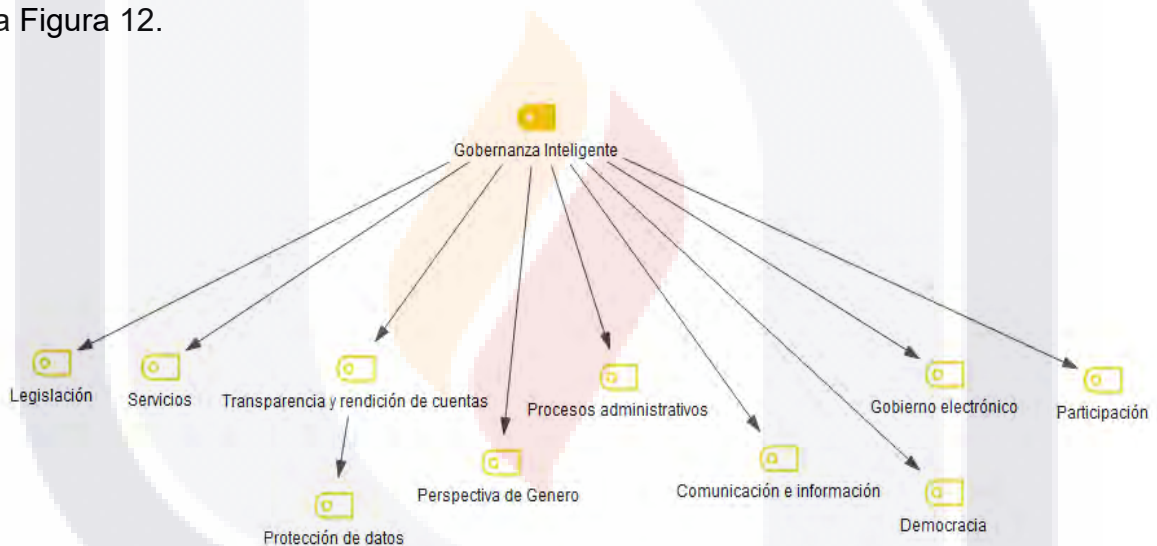 a Figura 12.
Gobernanza Inteligente
Legislación
Servicios
Transparencia y rendición de cuentas
Procesos administrativos
Gobierno electrónico
Participación
Perspectiva de Genero
Comunicación e información
Democracia
Protección de datos